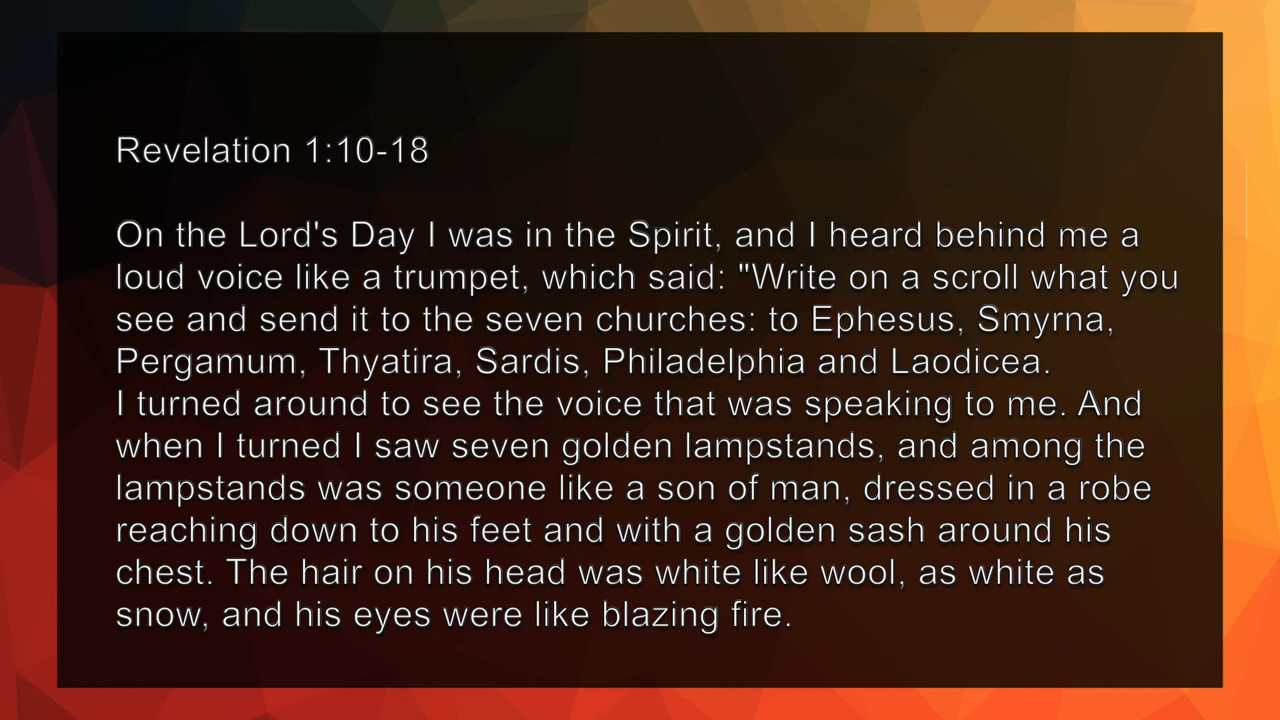 Revelation 1:10-18
On the Lord's Day I was in the Spirit, and I heard behind me a
loud voice like a trumpet, which said: "Write on a scroll what you
see and send it to the seven churches: to Ephesus, Smyrna,
Pergamum, Thyatira, Sardis, Philadelphia and Laodicea.
I turned around to see the voice that was speaking to me. And
when I turned I saw seven golden lampstands, and among the
lampstands was someone like a son of man, dressed in a robe
reaching down to his feet and with a golden sash around his
chest. The hair on his head was white like wool, as white as
snow, and his eyes were like blazing fire.